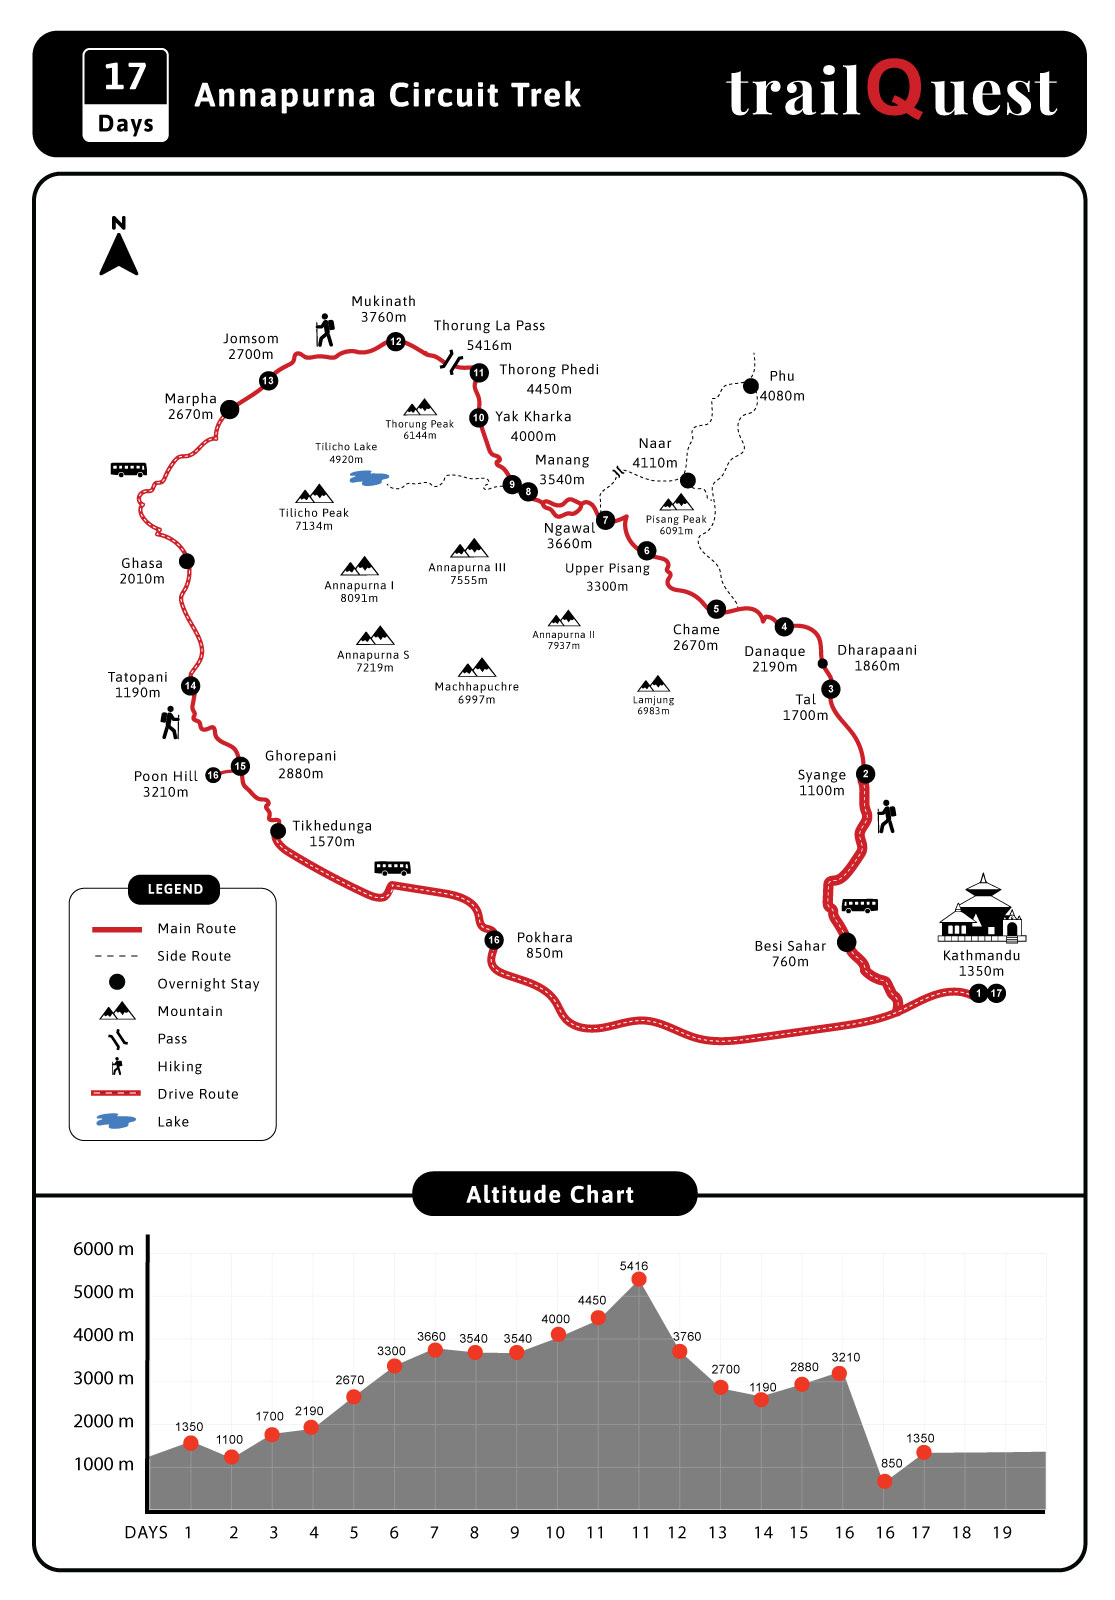 17
Days
Annapurna Circuit Trek
trailQuest
N
Mukinath
3760m
Thorung La Pass
5416m
Jomsom
2700m
12
11
Thorong Phedi
4450m
13
Marpha
2670m
Phu
4080m
Thorung Peak
6144m
10
Yak Kharka
4000m
Tilicho Lake
4920m
Naar
4110m
Manang
3540m
9
8
Tilicho Peak
7134m
7
Ngawal
3660m
Pisang Peak
6091m
6
Upper Pisang
3300m
Ghasa
2010m
Annapurna I
8091m
Annapurna III
7555m
5
Chame
2670m
4
Danaque
2190m
Dharapaani
1860m
Annapurna II
7937m
Annapurna S
7219m
Machhapuchre
6997m
Lamjung
6983m
3
Tal
1700m
Tatopani
1190m
14
Ghorepani
2880m
15
16
Poon Hill
3210m
Syange
1100m
2
Tikhedunga
1570m
LEGEND
Main Route
Side Route
Overnight Stay
Mountain
Pass
Hiking
Drive Route
Lake
16
Pokhara
850m
Besi Sahar
760m
Kathmandu
1350m
1
17
Altitude Chart
6000 m
5000 m
4000 m
3000 m
2000 m
1000 m
1350
1100
1700
2190
2670
3300
3660
3540
3540
4000
4450
5416
3760
2700
1190
2880
3210
850
1350
DAYS 1 2 3 4 5 6 7 8 9 10 11 11 12 13 14 15 16 16 17 18 19